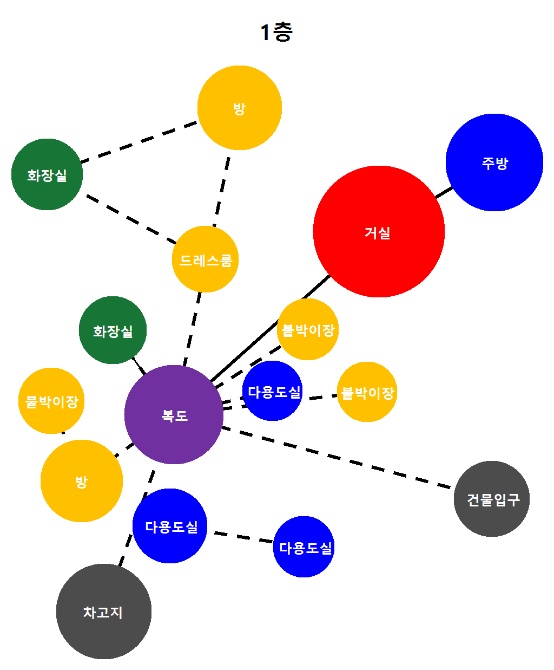 1층
방
주방
화장실
거실
드레스룸
화장실
붙박이장
다용도실
붙박이장
붙박이장
복도
방
건물입구
다용도실
다용도실
차고지